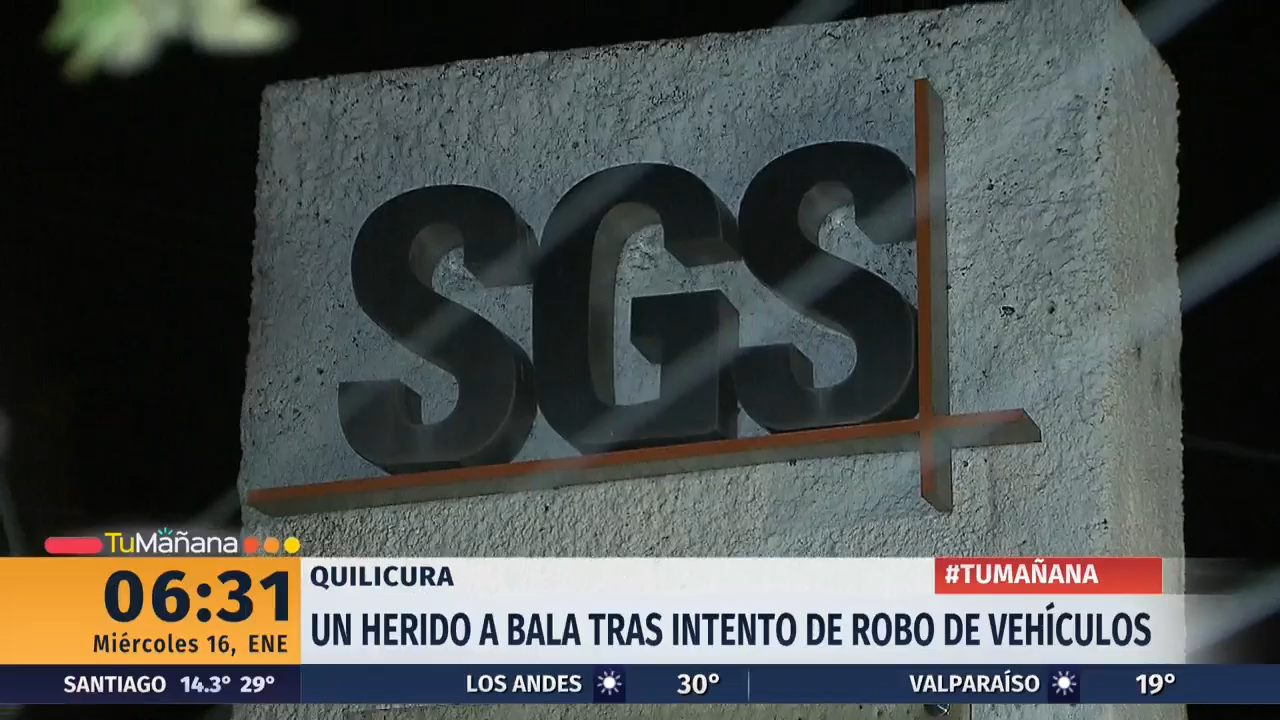 SGS
TuMañana
06:31
Miércoles 16, ENE
QUILICURA
#TUMAÑANA
UN HERIDO A BALA TRAS INTENTO DE ROBO DE VEHÍCULOS
SANTIAGO 14.3° 29° LOS ANDES 30° VALPARAÍSO 19°